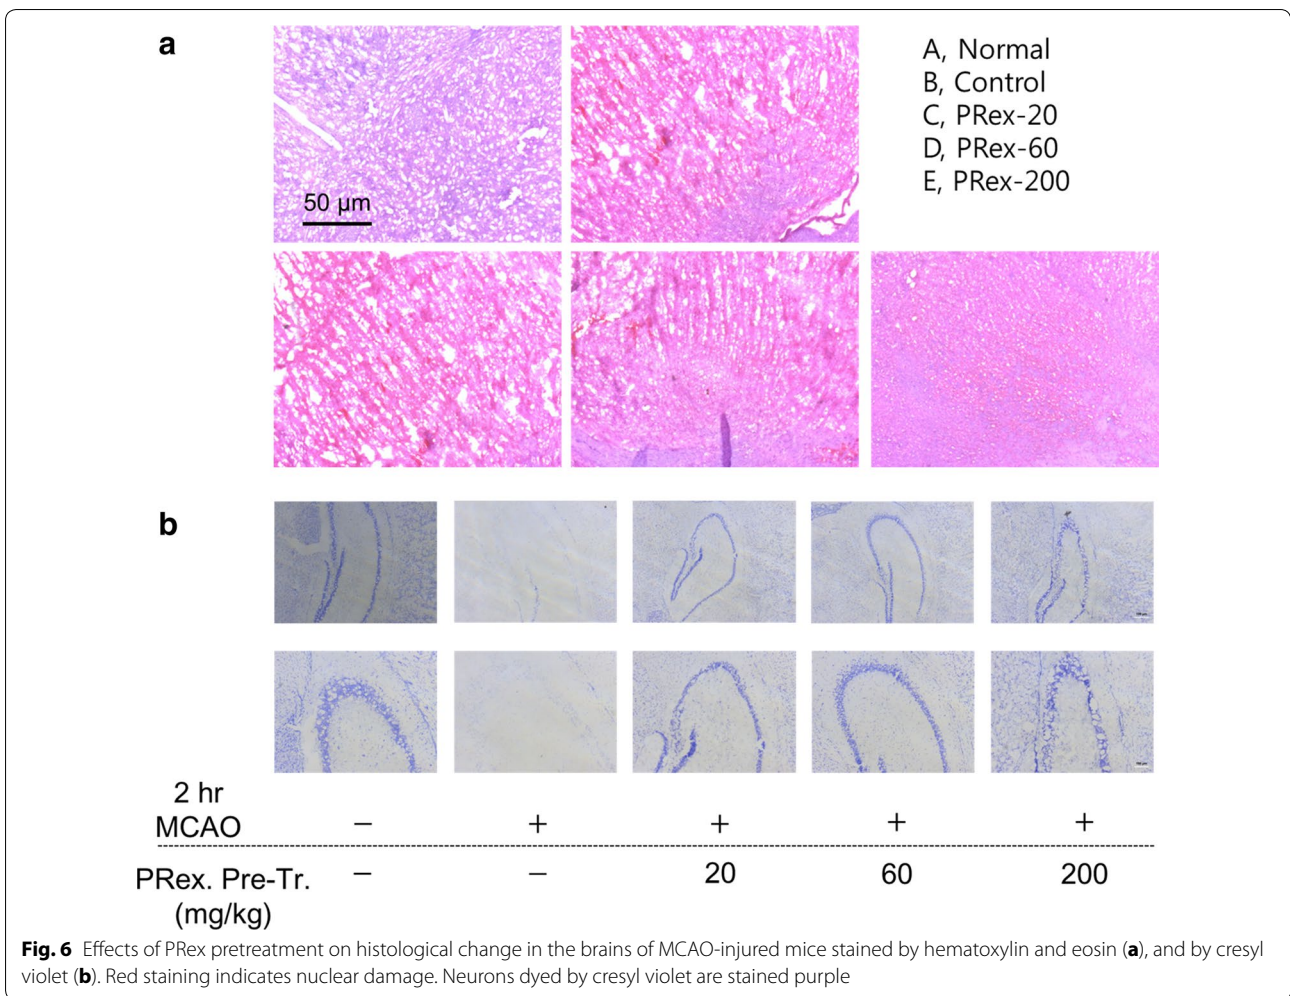 a
A, Normal
B, Control
C, PRex-20
D, PRex-60
E, PRex-200
50 µm
b
2 hr
MCAO − + + + +
PRex. Pre-Tr. − − 20 60 200
(mg/kg)
Fig. 6 Effects of PRex pretreatment on histological change in the brains of MCAO-injured mice stained by hematoxylin and eosin (a), and by cresyl
violet (b). Red staining indicates nuclear damage. Neurons dyed by cresyl violet are stained purple